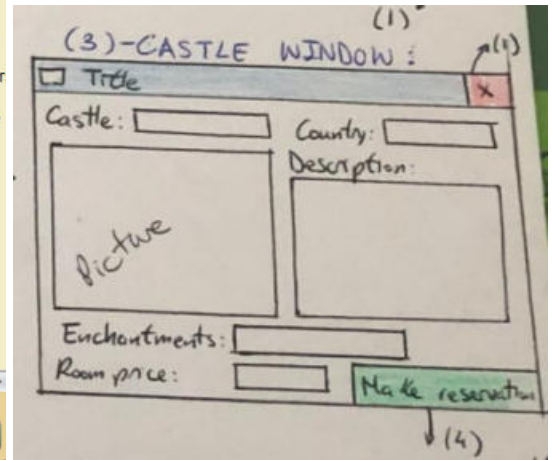 (1)
(3)-CASTLE WINDOW:
(1)
Title
X
Castle:
Country:
Description:
Picture
Enchantments:
Room price:
Make reservation
(4)